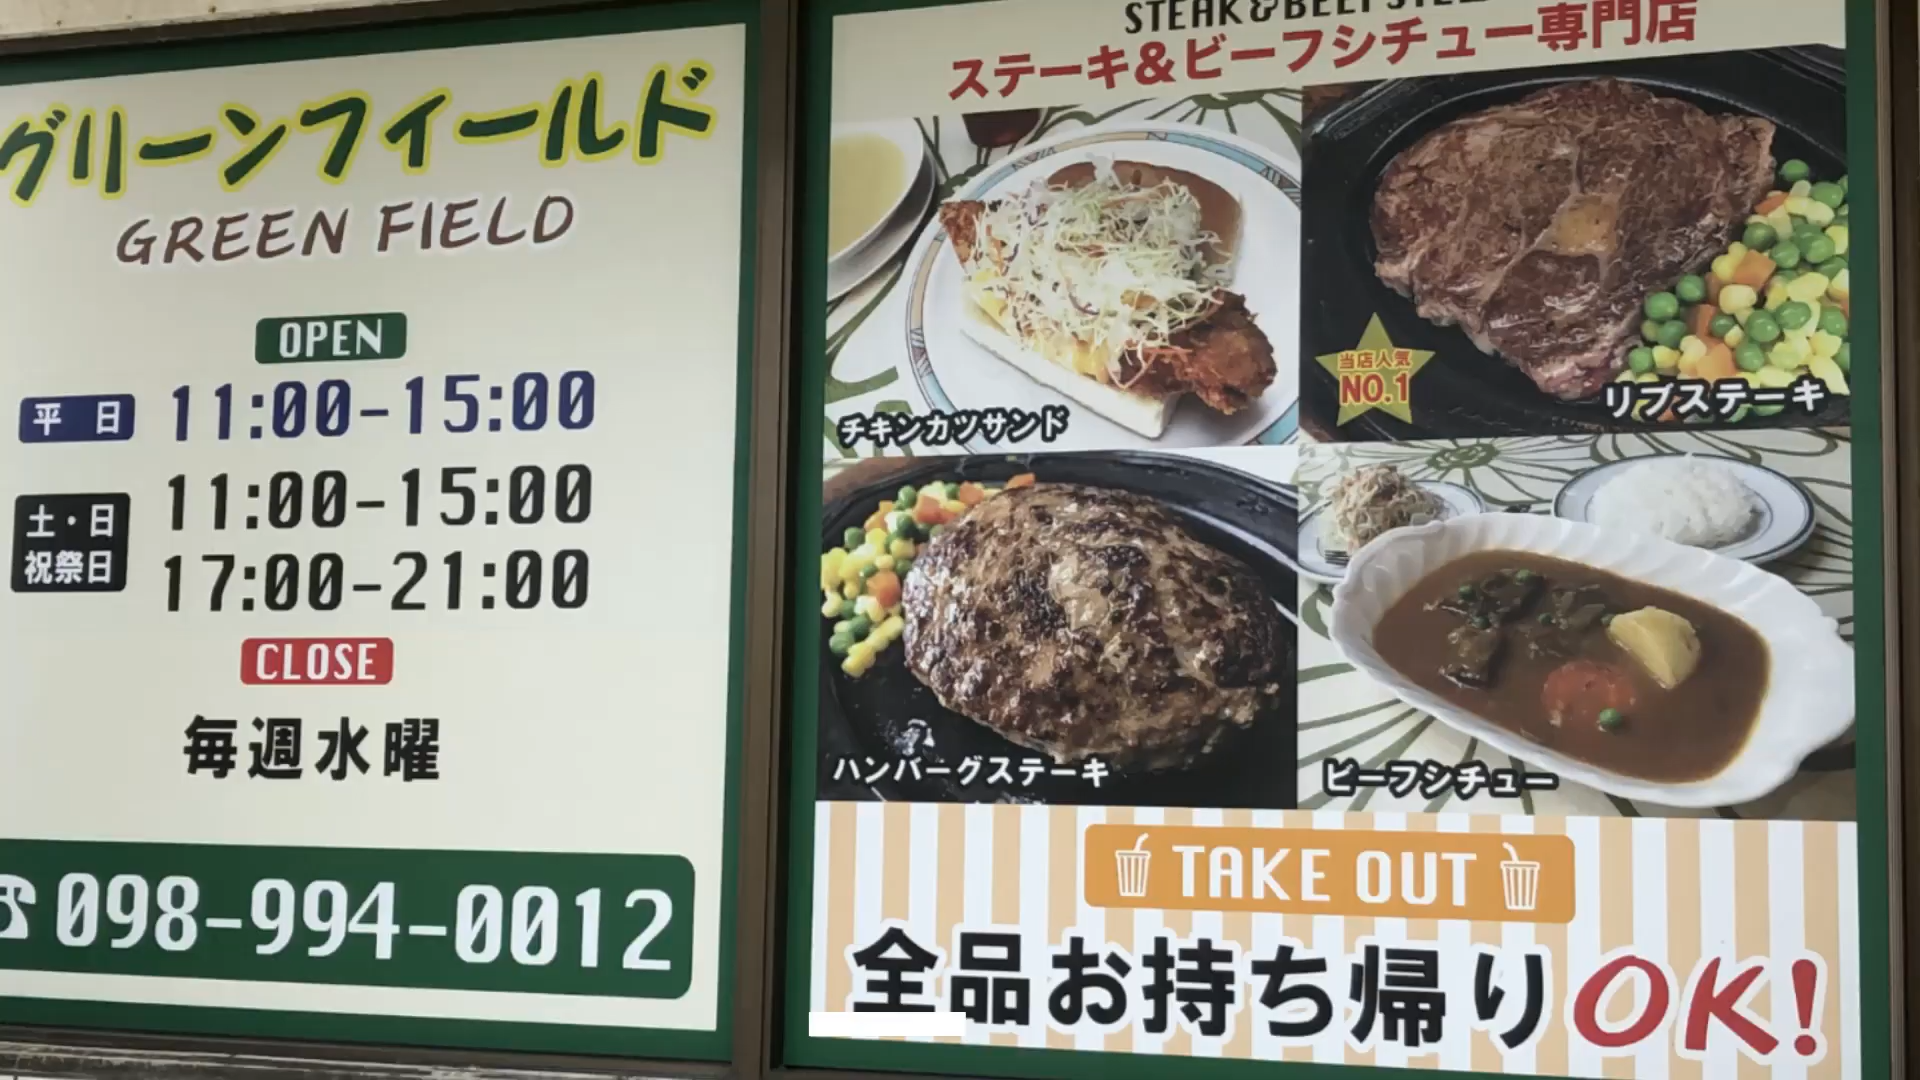 グリーンフィールド
GREEN FIELD
OPEN
平日 11:00-15:00
土・日
祝祭日
11:00-15:00
17:00-21:00
CLOSE
毎週水曜
098-994-0012
STEAK&BEEF
ステーキ&ビーフシチュー専門店
チキンカツサンド
当店人気
NO.1
リブステーキ
ハンバーグステーキ
ビーフシチュー
TAKE OUT
全品お持ち帰りOK!